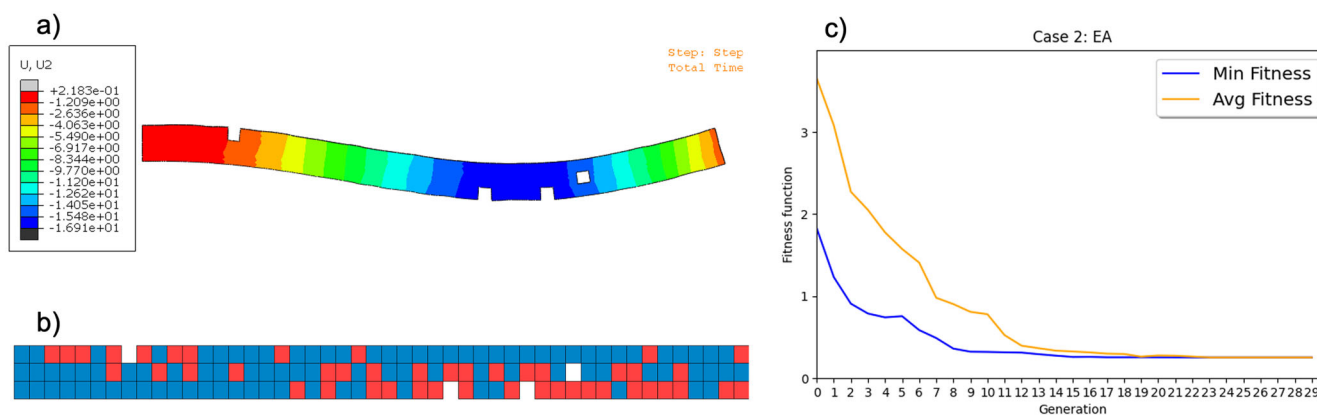 a)
U, U2
+2.183e-01
-1.209e+00
-2.636e+00
-4.063e+00
-5.490e+00
-6.917e+00
-8.344e+00
-9.770e+00
-1.120e+01
-1.262e+01
-1.405e+01
-1.548e+01
-1.691e+01
Step: Step
Total Time
b)
c)
Case 2: EA
Min Fitness
Avg Fitness
Fitness function
3
2
1
0
0 1 2 3 4 5 6 7 8 9 10 11 12 13 14 15 16 17 18 19 20 21 22 23 24 25 26 27 28 29
Generation